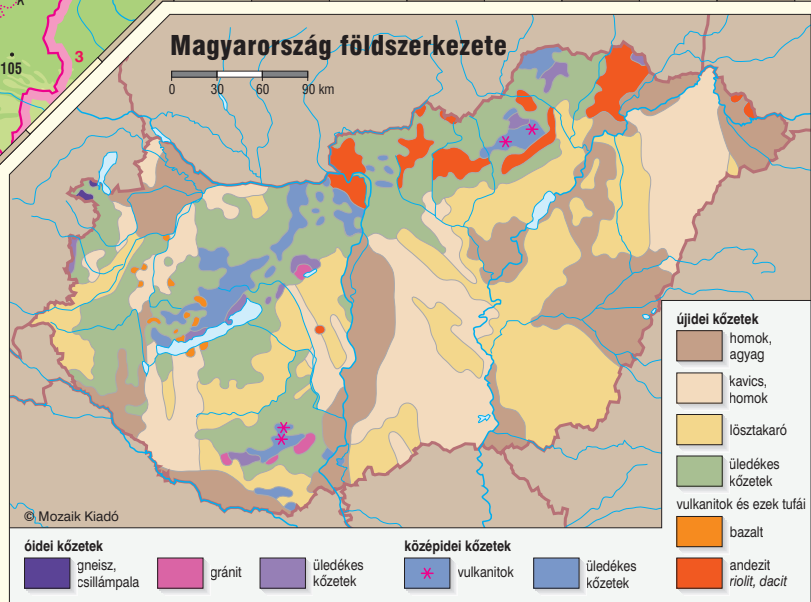 105
3
Magyarország földszerkezete
0 30 60 90 km
újidei kőzetek
homok,
agyag
kavics,
homok
lösztakaró
üledékes
kőzetek
vulkanitok és ezek tufái
bazalt
andezit
riolit, dacit
© Mozaik Kiadó
óidei kőzetek
gneisz,
csillámpala
gránit
üledékes
kőzetek
középidei kőzetek
vulkanitok
üledékes
kőzetek